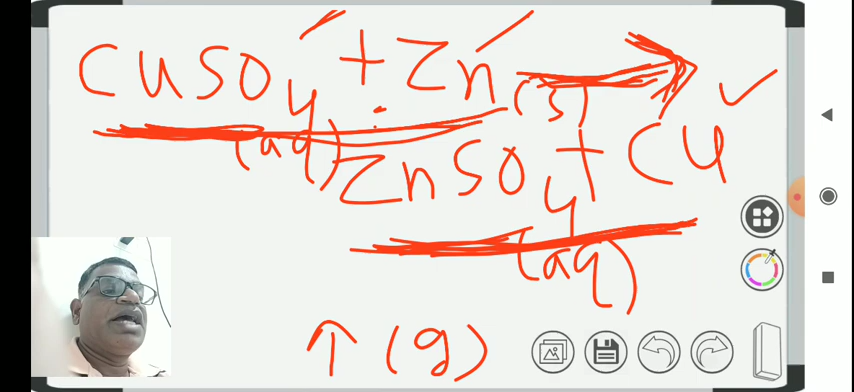 CuSO4 + Zn(s) →
(aq)
ZnSO4 + Cu
(aq)
↑ (g)